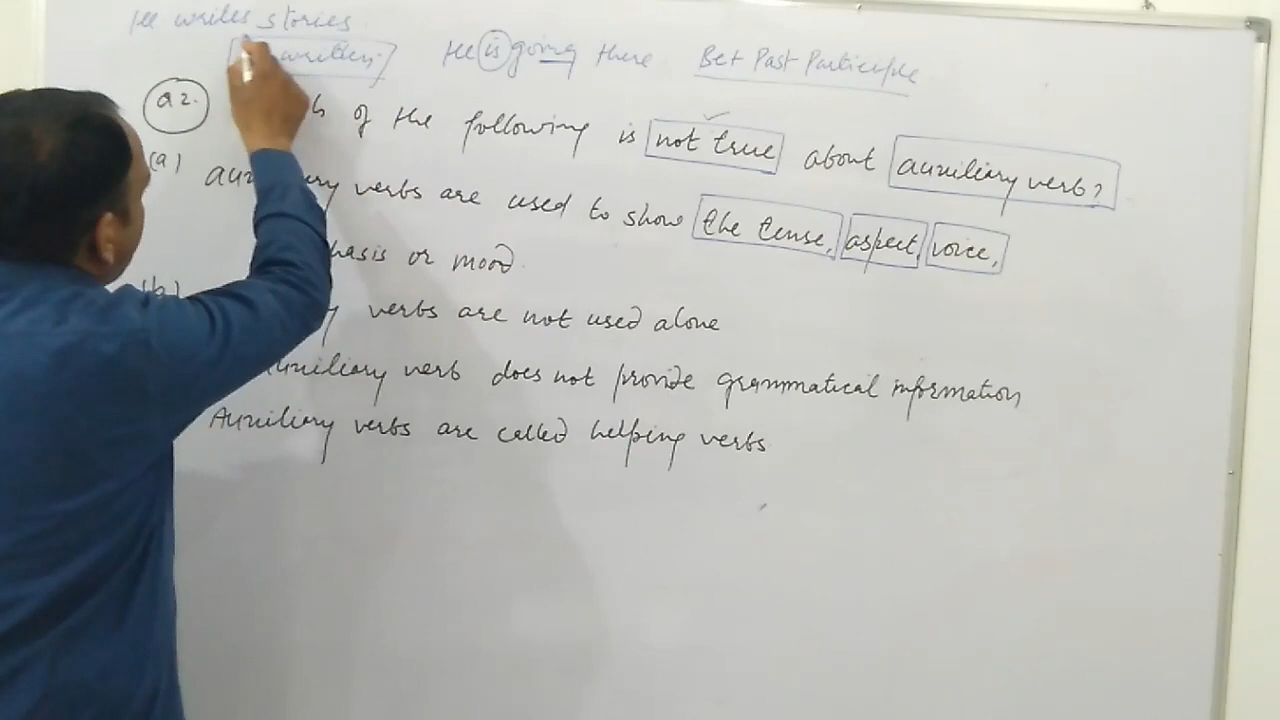 He writes stories
written. He is going there Bet Past Participle
Q2. of the following is not true about auxiliary verb?
(a) verbs are used to show the tense, aspect, voice,
or mood.
(b) verbs are not used alone
Auxiliary verb does not provide grammatical information
Auxiliary verbs are called helping verbs